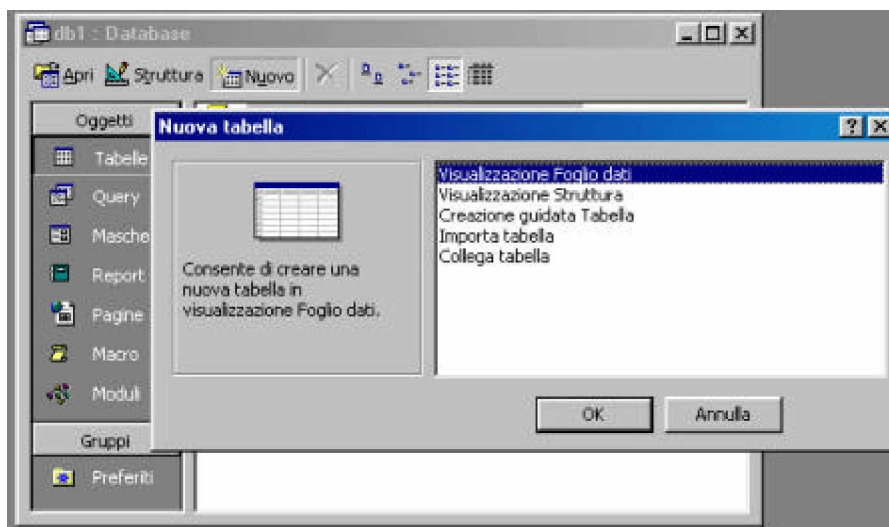 db1 : Database
Apri Struttura Nuovo
Oggetti
Tabelle
Query
Masche
Report
Pagine
Macro
Moduli
Gruppi
Preferiti
Nuova tabella
Consente di creare una
nuova tabella in
visualizzazione Foglio dati.
Visualizzazione Foglio dati
Visualizzazione Struttura
Creazione guidata Tabella
Importa tabella
Collega tabella
OK Annulla